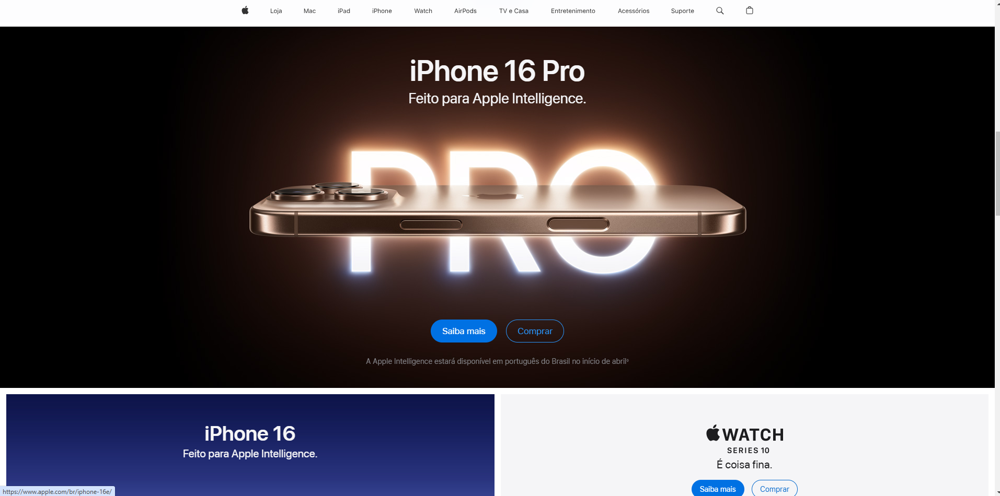 Loja Mac iPad iPhone Watch AirPods TV e Casa Entretenimento Acessórios Suporte
iPhone 16 Pro
Feito para Apple Intelligence.
PRO
Saiba mais Comprar
A Apple Intelligence estará disponível em português do Brasil no início de abril◊
iPhone 16
Feito para Apple Intelligence.
WATCH
SERIES 10
É coisa fina.
Saiba mais Comprar
https://www.apple.com/br/iphone-16e/